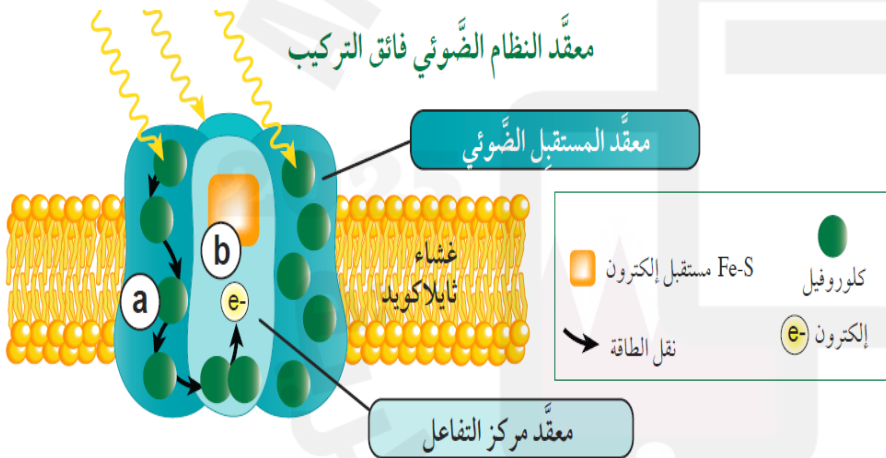 معقَّد النظام الضَّوئي فائق التركيب
معقَّد المستقبِل الضَّوئي
b
غشاء
ثايلاكويد
a
e-
كلوروفيل
Fe-S مستقبل إلكترون
إلكترون e-
نقل الطاقة
معقَّد مركز التفاعل